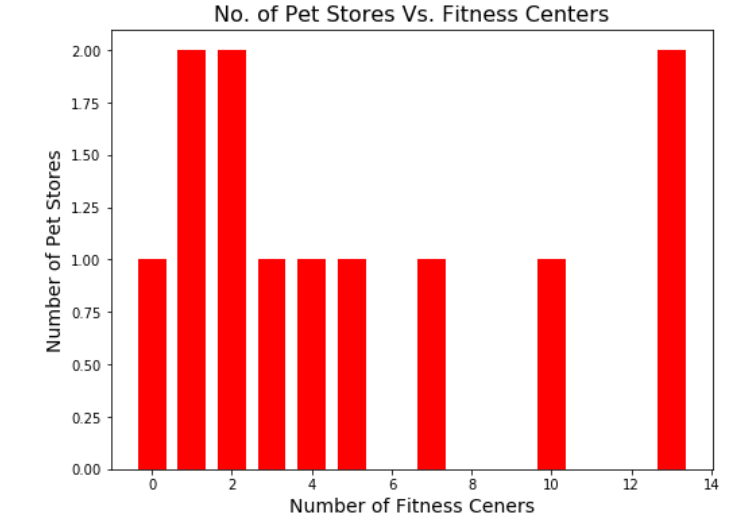 No. of Pet Stores Vs. Fitness Centers
2.00
1.75
1.50
1.25
1.00
0.75
0.50
0.25
0.00
Number of Pet Stores
0 2 4 6 8 10 12 14
Number of Fitness Ceners